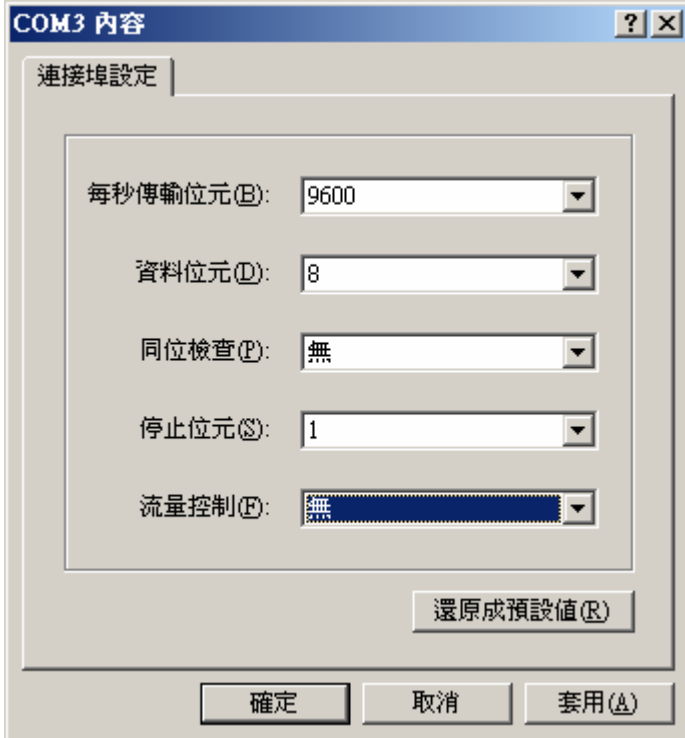 COM3 內容
連接埠設定
每秒傳輸位元(B): 9600
資料位元(D): 8
同位檢查(P): 無
停止位元(S): 1
流量控制(F): 無
還原成預設值(R)
確定 取消 套用(A)